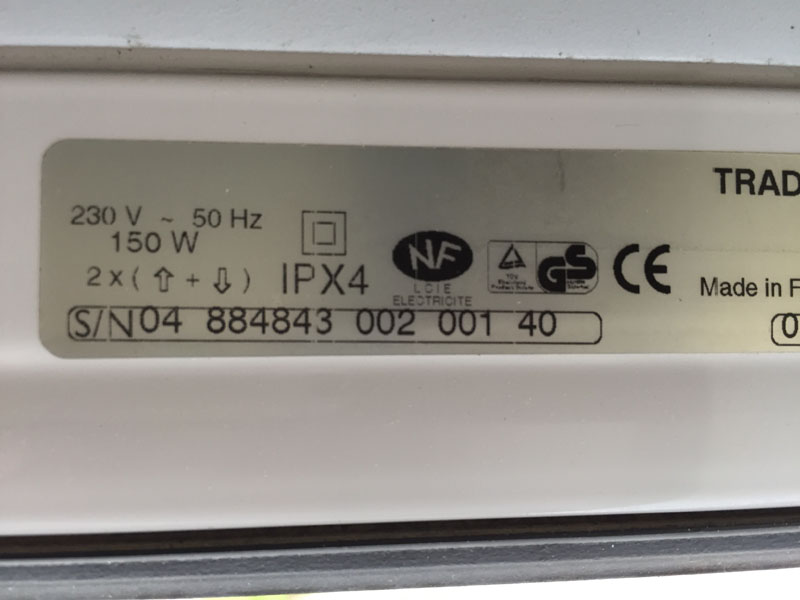 TRAD
230 V ~ 50 Hz
150 W
2 x ( ⇧ + ⇩ ) IPX4
NF
LCIE
ELECTRICITE
GS
CE
Made in F
S/N 04 884843 002 001 40
0